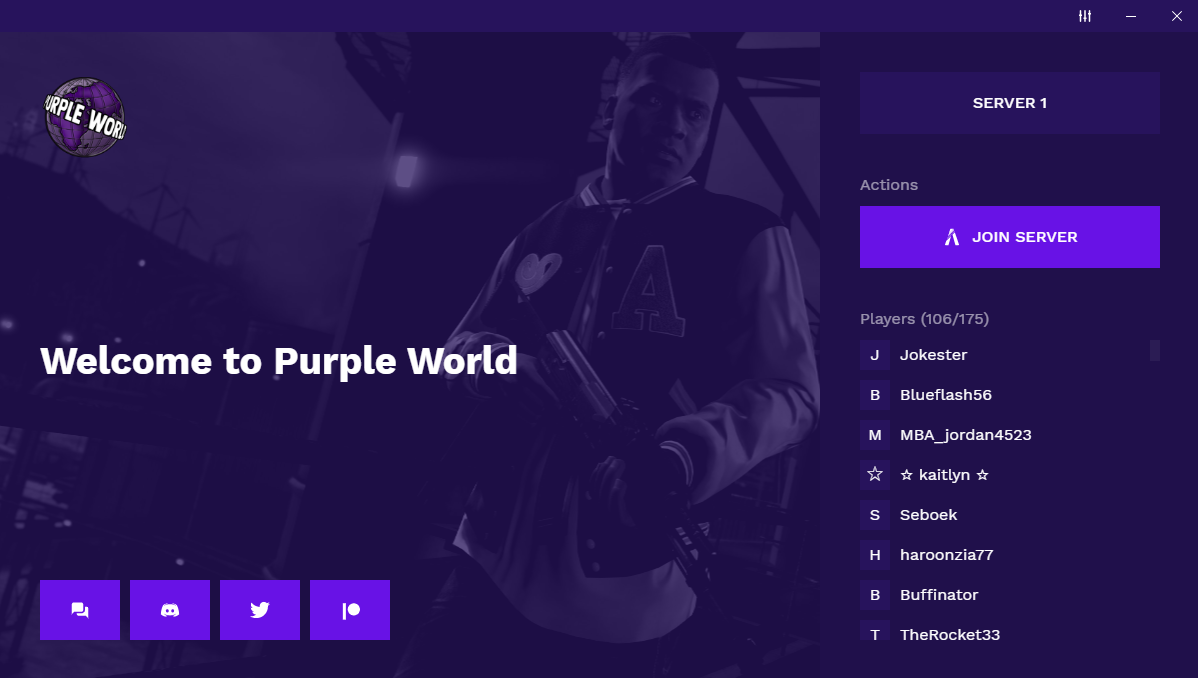 PURPLE WORLD
Welcome to Purple World
SERVER 1
Actions
JOIN SERVER
Players (106/175)
J Jokester
B Blueflash56
M MBA_jordan4523
☆ ☆ kaitlyn ☆
S Seboek
H haroonzia77
B Buffinator
T TheRocket33
A